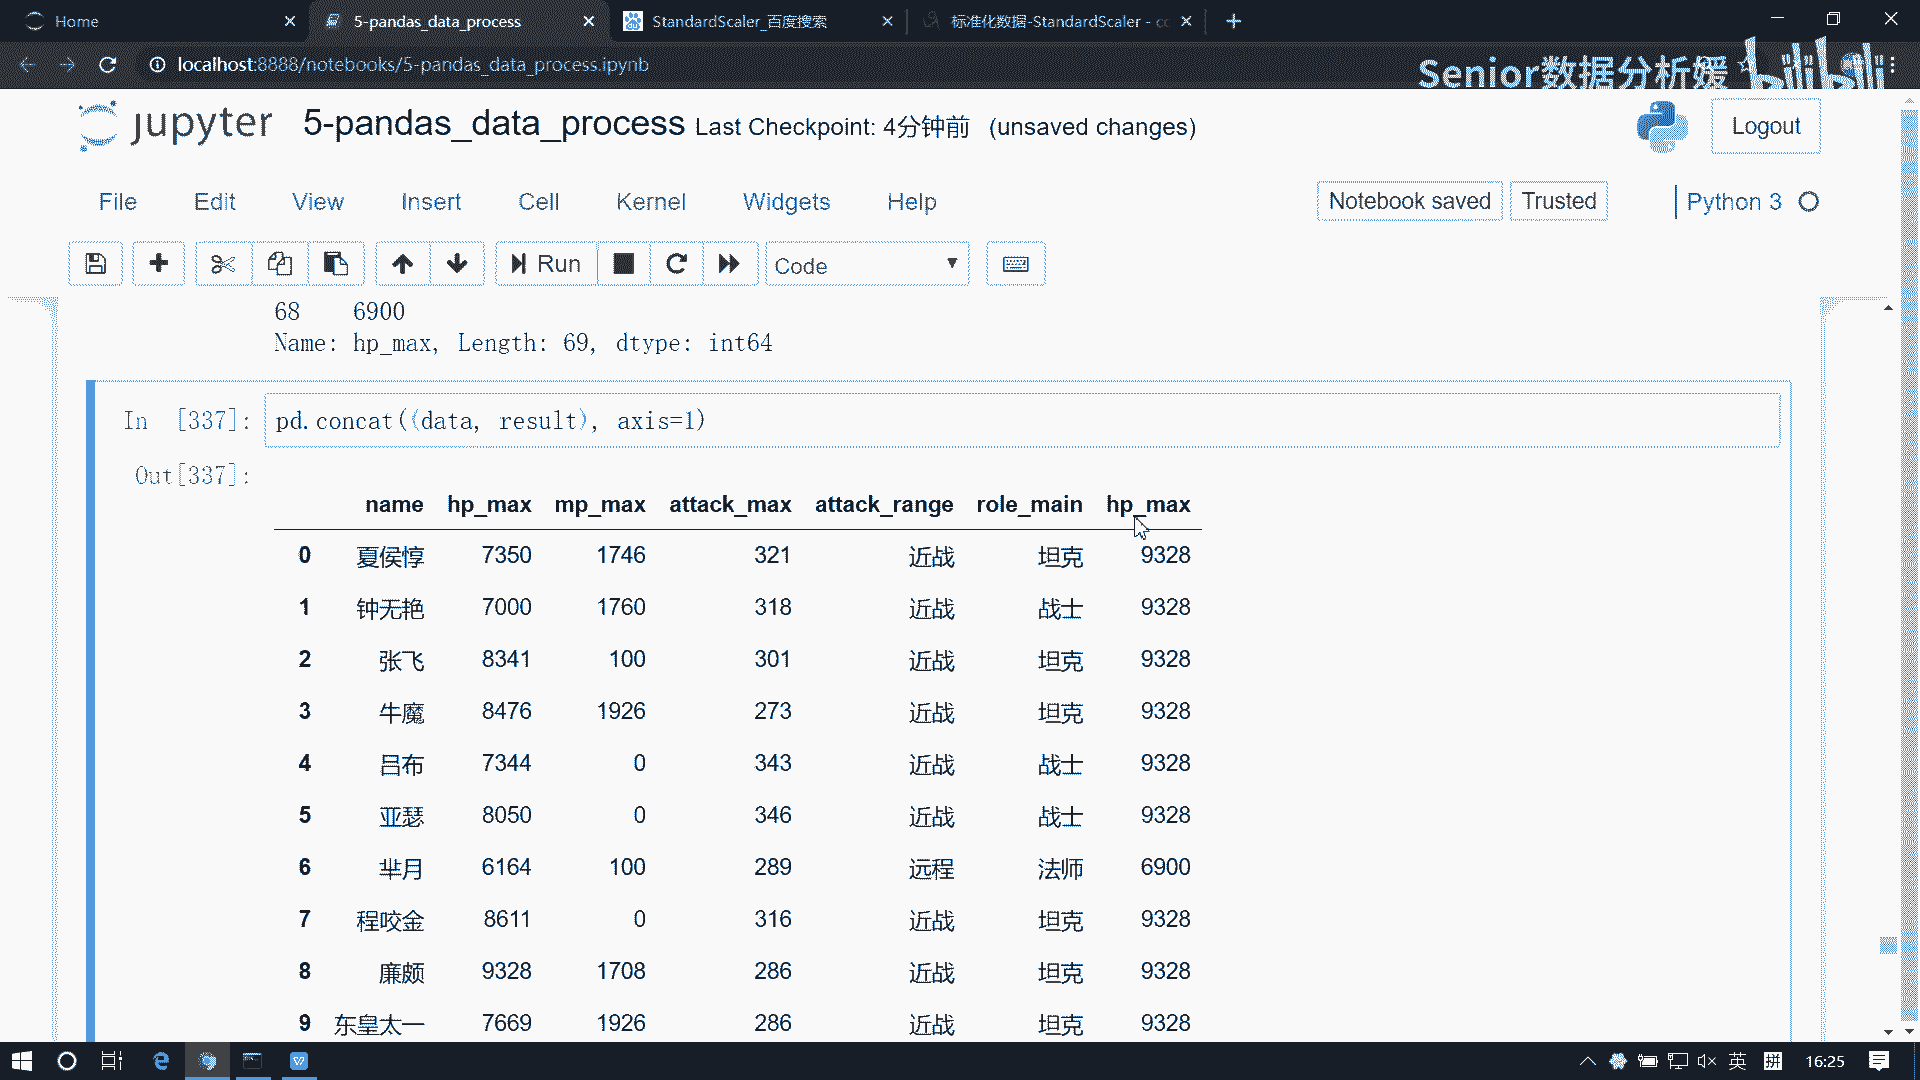 Home
5-pandas_data_process
StandardScaler_百度搜索
标准化数据-StandardScaler - cc
localhost:8888/notebooks/5-pandas_data_process.ipynb
Senior数据分析媛
bilibili
jupyter 5-pandas_data_process Last Checkpoint: 4分钟前 (unsaved changes)
Logout
File Edit View Insert Cell Kernel Widgets Help
Notebook saved Trusted Python 3
Run Code
68 6900
Name: hp_max, Length: 69, dtype: int64
In [337]: pd.concat((data, result), axis=1)
Out[337]:
name hp_max mp_max attack_max attack_range role_main hp_max
0 夏侯惇 7350 1746 321 近战 坦克 9328
1 钟无艳 7000 1760 318 近战 战士 9328
2 张飞 8341 100 301 近战 坦克 9328
3 牛魔 8476 1926 273 近战 坦克 9328
4 吕布 7344 0 343 近战 战士 9328
5 亚瑟 8050 0 346 近战 战士 9328
6 芈月 6164 100 289 远程 法师 6900
7 程咬金 8611 0 316 近战 坦克 9328
8 廉颇 9328 1708 286 近战 坦克 9328
9 东皇太一 7669 1926 286 近战 坦克 9328
英 拼 16:25